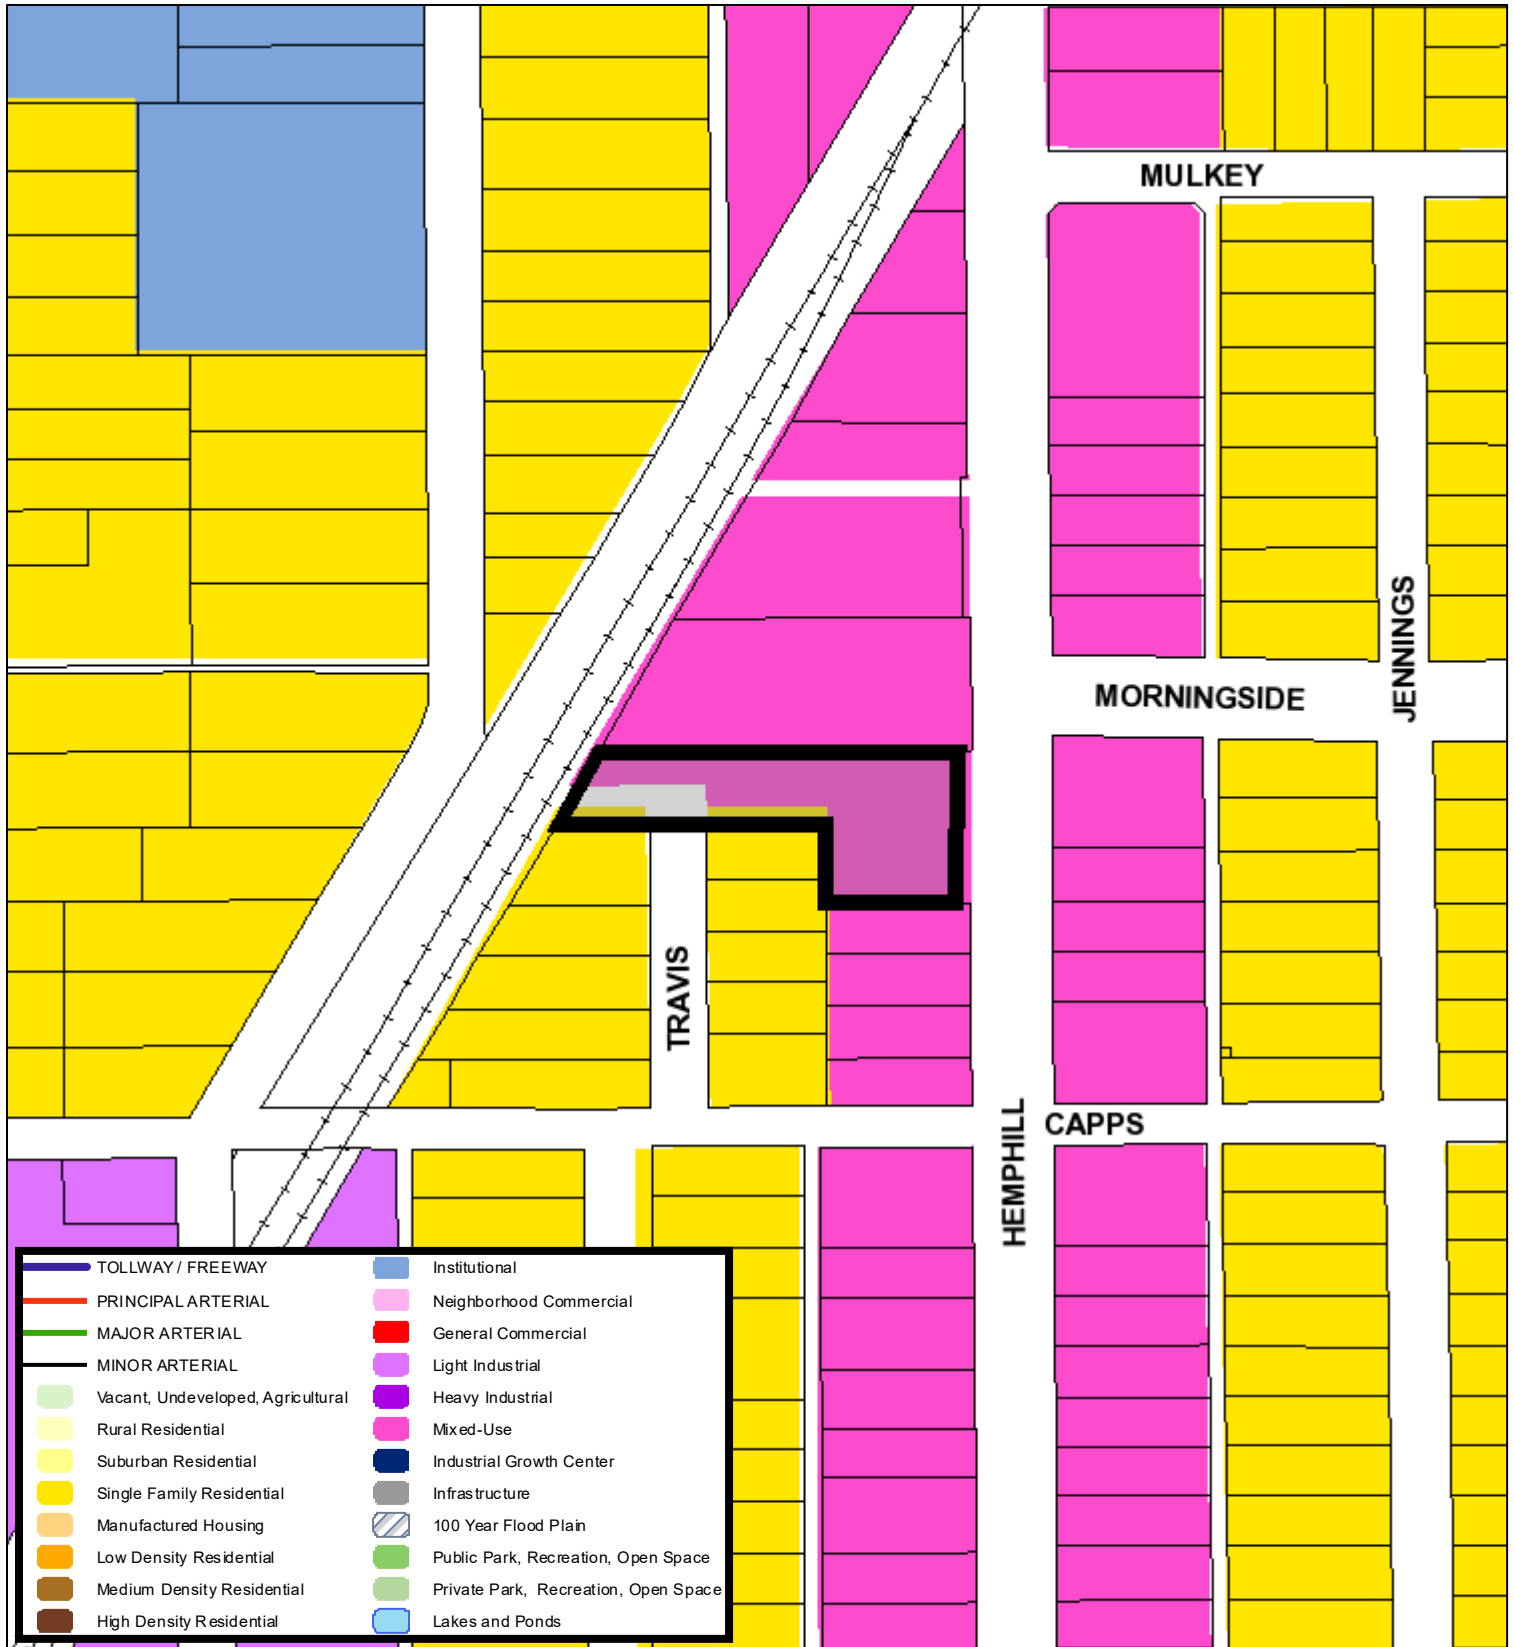 MULKEY
JENNINGS
MORNINGSIDE
TRAVIS
HEMPHILL
CAPPS
TOLLWAY / FREEWAY
PRINCIPAL ARTERIAL
MAJOR ARTERIAL
MINOR ARTERIAL
Vacant, Undeveloped, Agricultural
Rural Residential
Suburban Residential
Single Family Residential
Manufactured Housing
Low Density Residential
Medium Density Residential
High Density Residential
Institutional
Neighborhood Commercial
General Commercial
Light Industrial
Heavy Industrial
Mixed-Use
Industrial Growth Center
Infrastructure
100 Year Flood Plain
Public Park, Recreation, Open Space
Private Park, Recreation, Open Space
Lakes and Ponds